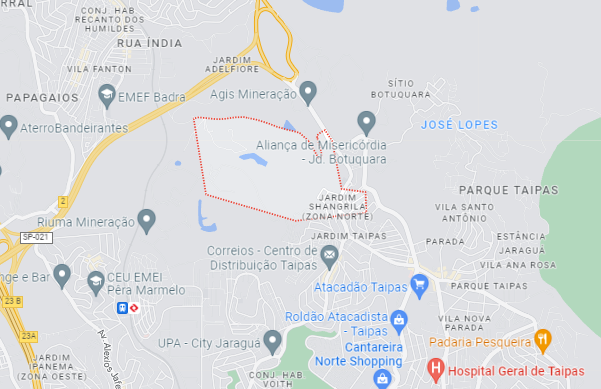 RRAL
CONJ. HAB.
RECANTO DOS
HUMILDES
RUA ÍNDIA
VILA FANTON
JARDIM
ADELFIORE
PAPAGAIOS
EMEF Badra
Agis Mineração
SÍTIO
BOTUQUARA
AterroBandeirantes
JOSÉ LOPES
Aliança de Misericórdia
- Jd. Botuquara
PARQUE TAIPAS
2
JARDIM
SHANGRILA
(ZONA NORTE)
VILA SANTO
ANTÔNIO
Riuma Mineração
SP-021
JARDIM TAIPAS
PARADA
ESTÂNCIA
JARAGUA
Correios - Centro de
Distribuição Taipas
VILA ANA ROSA
nge e Bar
CEU EMEI
Pêra Marmelo
Atacadão Taipas
PARQUE TAIPAS
23 B
Roldão Atacadista
- Taipas
VILA NOVA
PARADA
23A
Av. Alexios Jafe
UPA - City Jaraguá
Cantareira
Norte Shopping
Padaria Pesqueira
JARDIM
IPANEMA
(ZONA OESTE)
CONJ. HAB
VOITH
H
Hospital Geral de Taipas